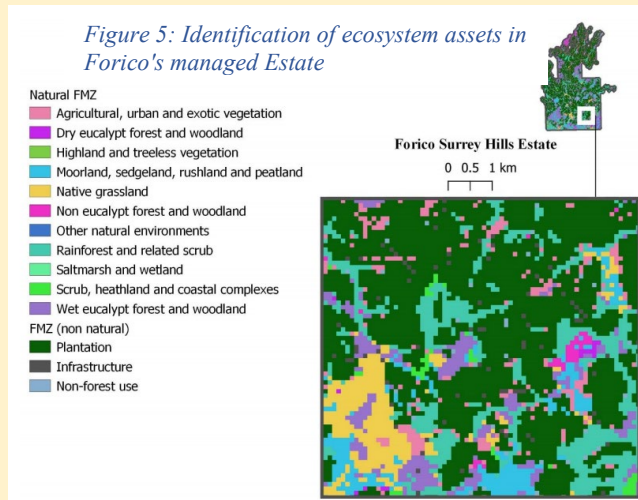 Figure 5: Identification of ecosystem assets in
Forico's managed Estate
Natural FMZ
Agricultural, urban and exotic vegetation
Dry eucalypt forest and woodland
Highland and treeless vegetation
Moorland, sedgeland, rushland and peatland
Native grassland
Non eucalypt forest and woodland
Other natural environments
Rainforest and related scrub
Saltmarsh and wetland
Scrub, heathland and coastal complexes
Wet eucalypt forest and woodland
FMZ (non natural)
Plantation
Infrastructure
Non-forest use
Forico Surrey Hills Estate
0 0.5 1 km